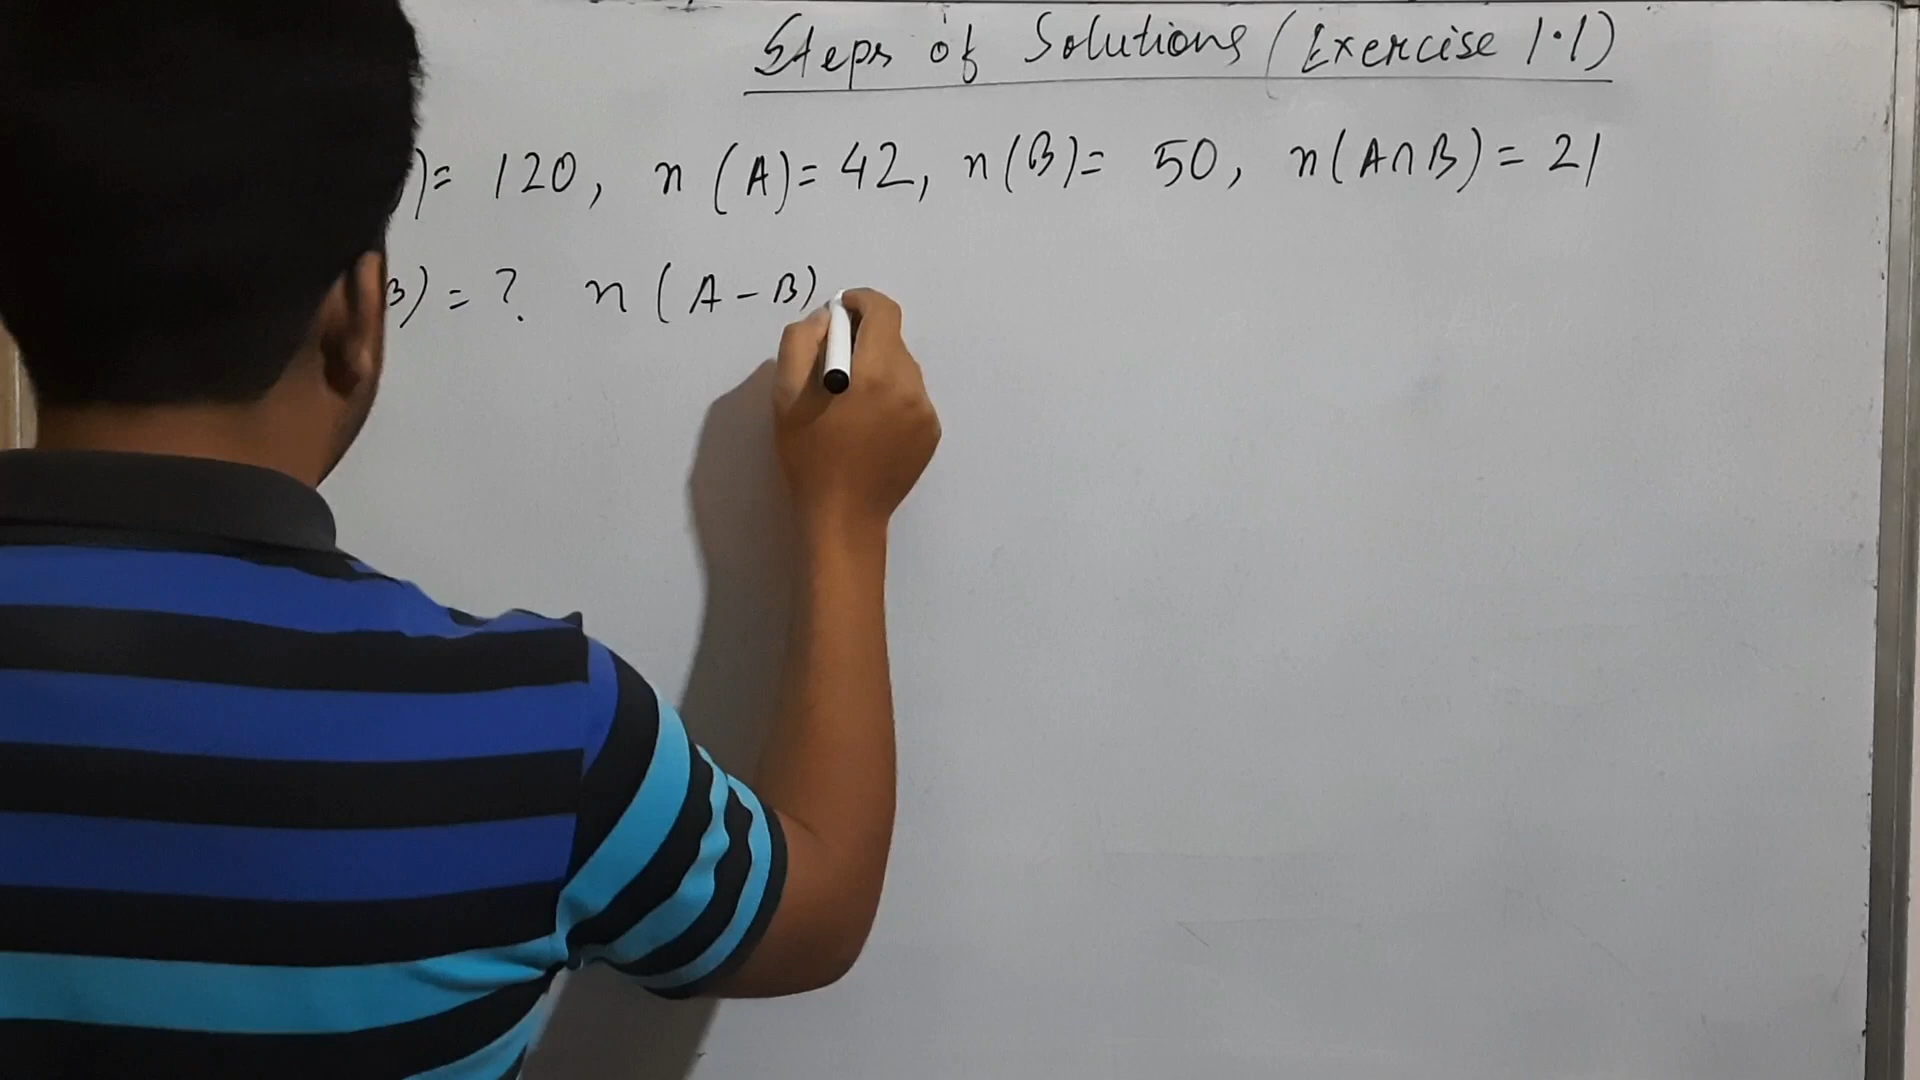 Steps of Solutions (Exercise 1.1)
) = 120, n (A) = 42, n (B) = 50, n (A∩B) = 21
B) = ? n (A - B)